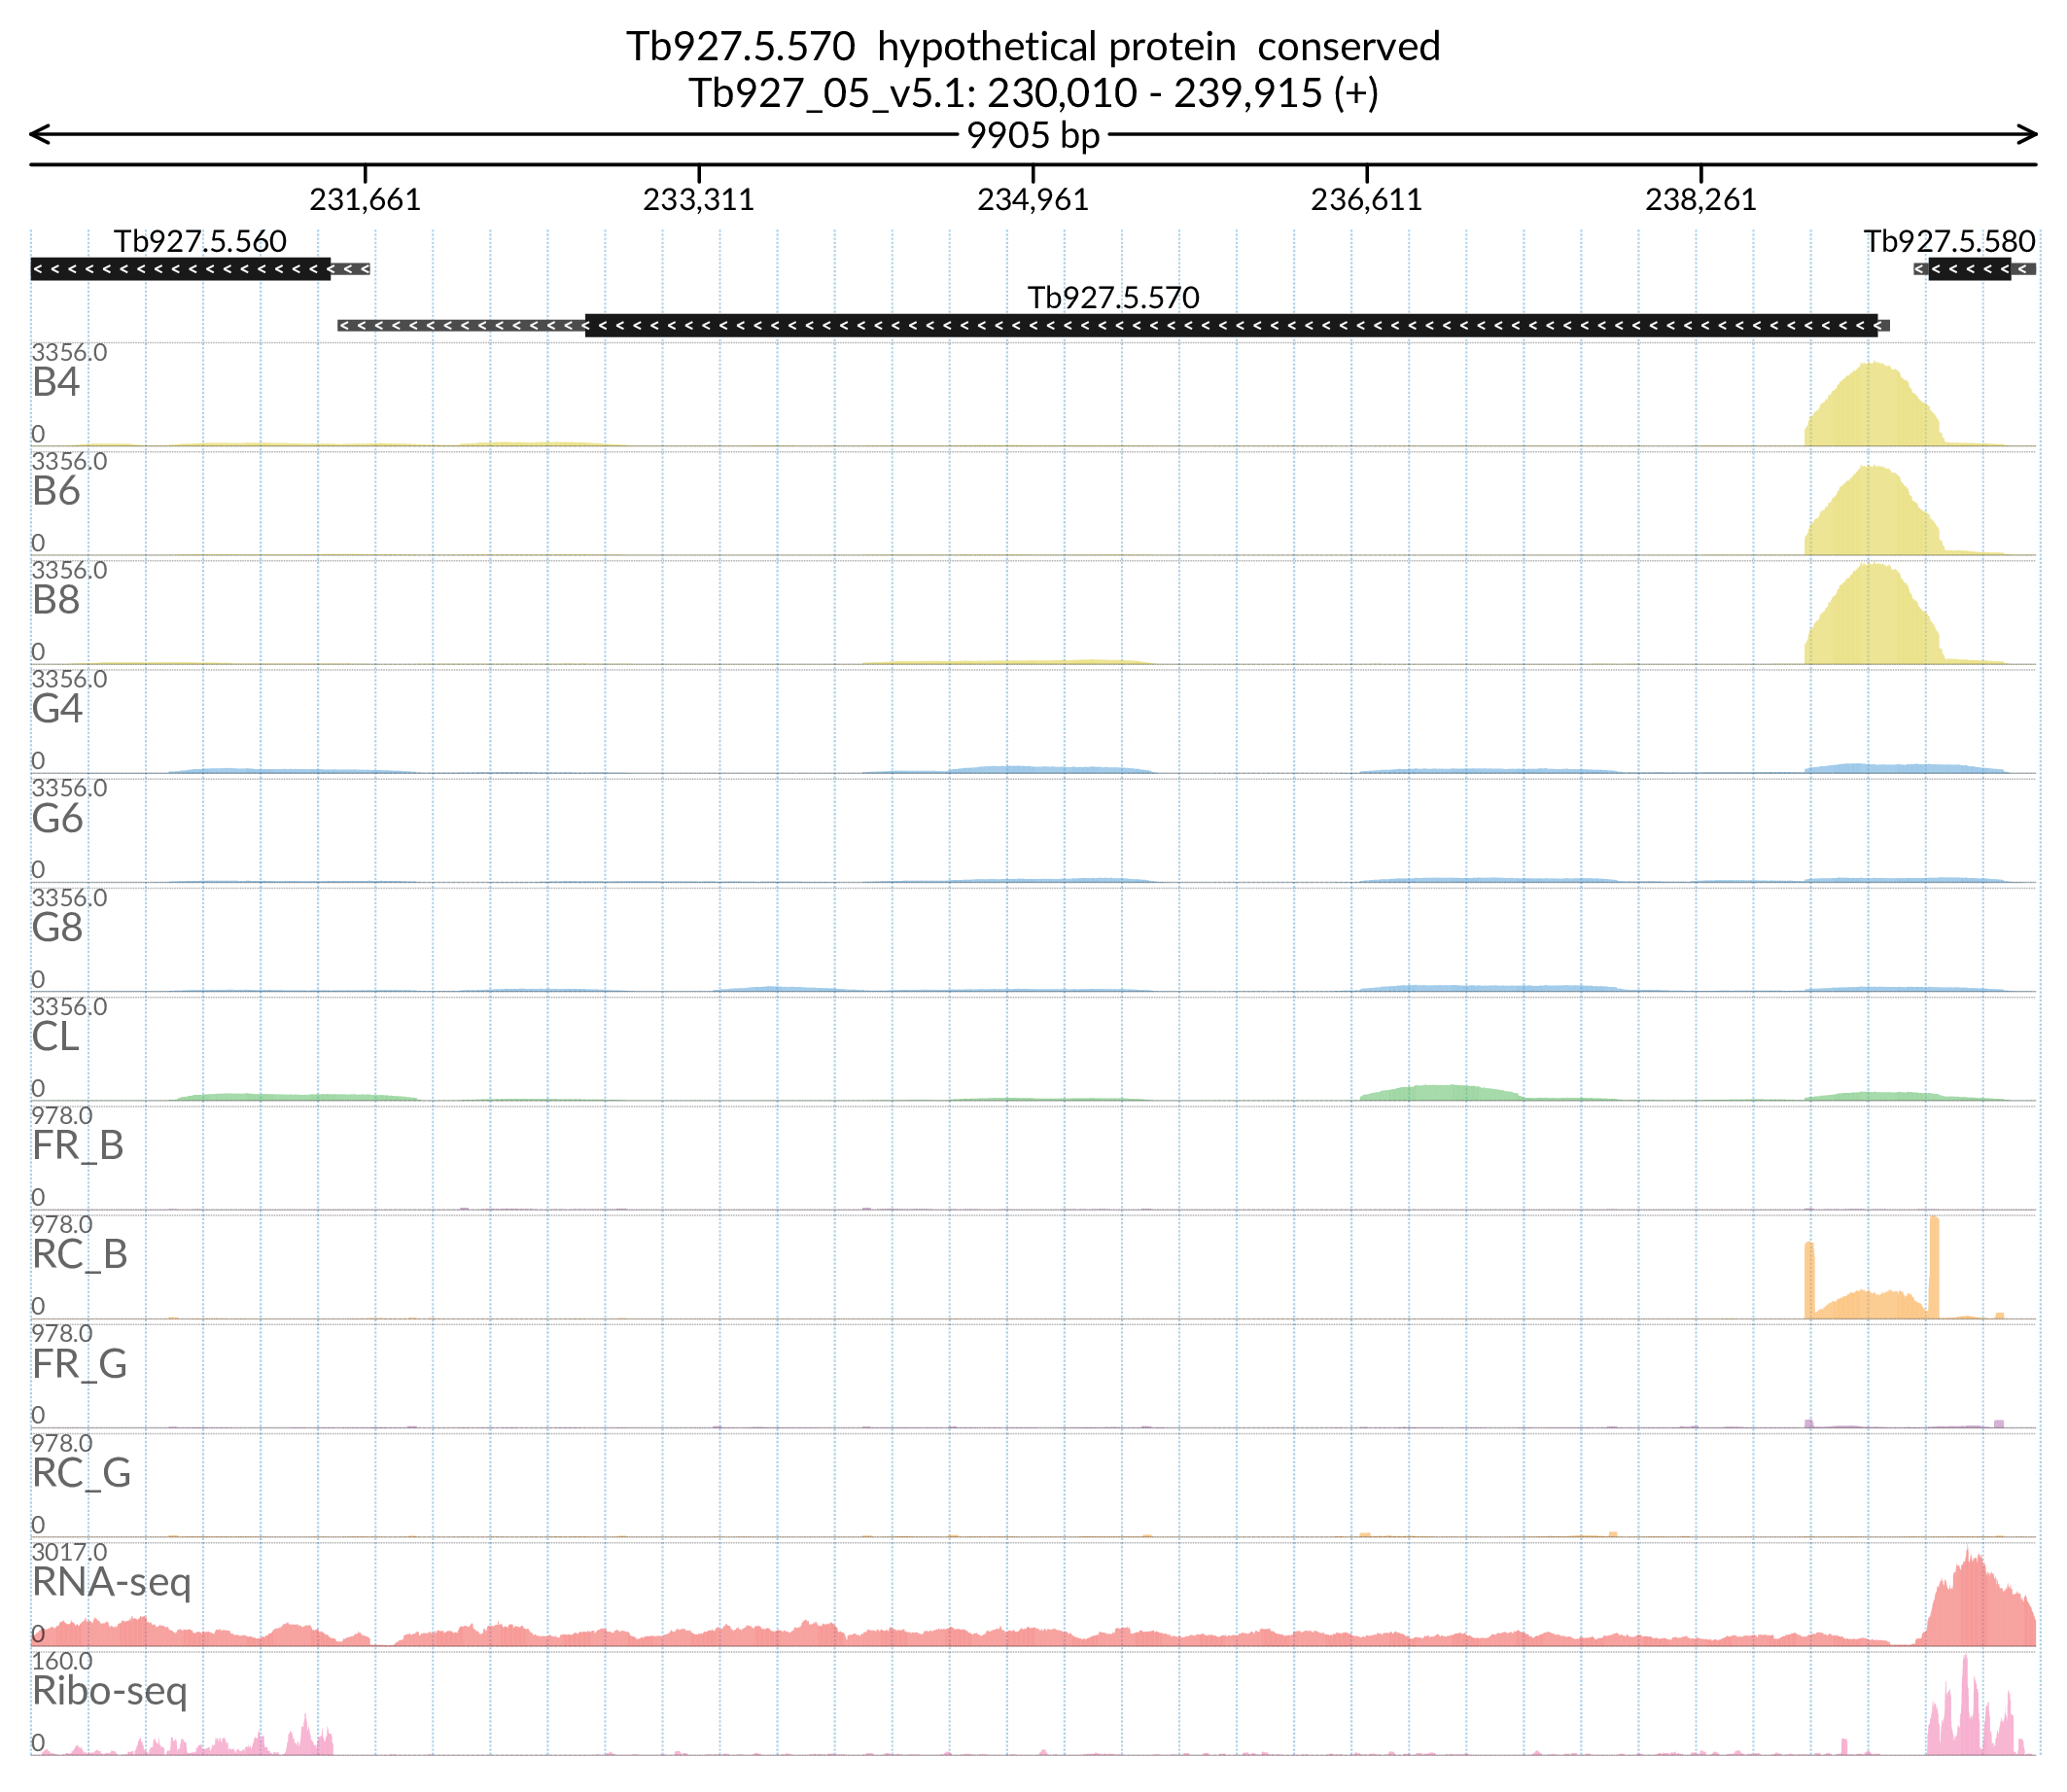 Tb927.5.570 hypothetical protein conserved
Tb927_05_v5.1: 230,010 - 239,915 (+)
9905 bp
231,661 233,311 234,961 236,611 238,261
Tb927.5.560 Tb927.5.580
Tb927.5.570
3356.0
B4
0
3356.0
B6
0
3356.0
B8
0
3356.0
G4
0
3356.0
G6
0
3356.0
G8
0
3356.0
CL
0
978.0
FR_B
0
978.0
RC_B
0
978.0
FR_G
0
978.0
RC_G
0
3017.0
RNA-seq
0
160.0
Ribo-seq
0